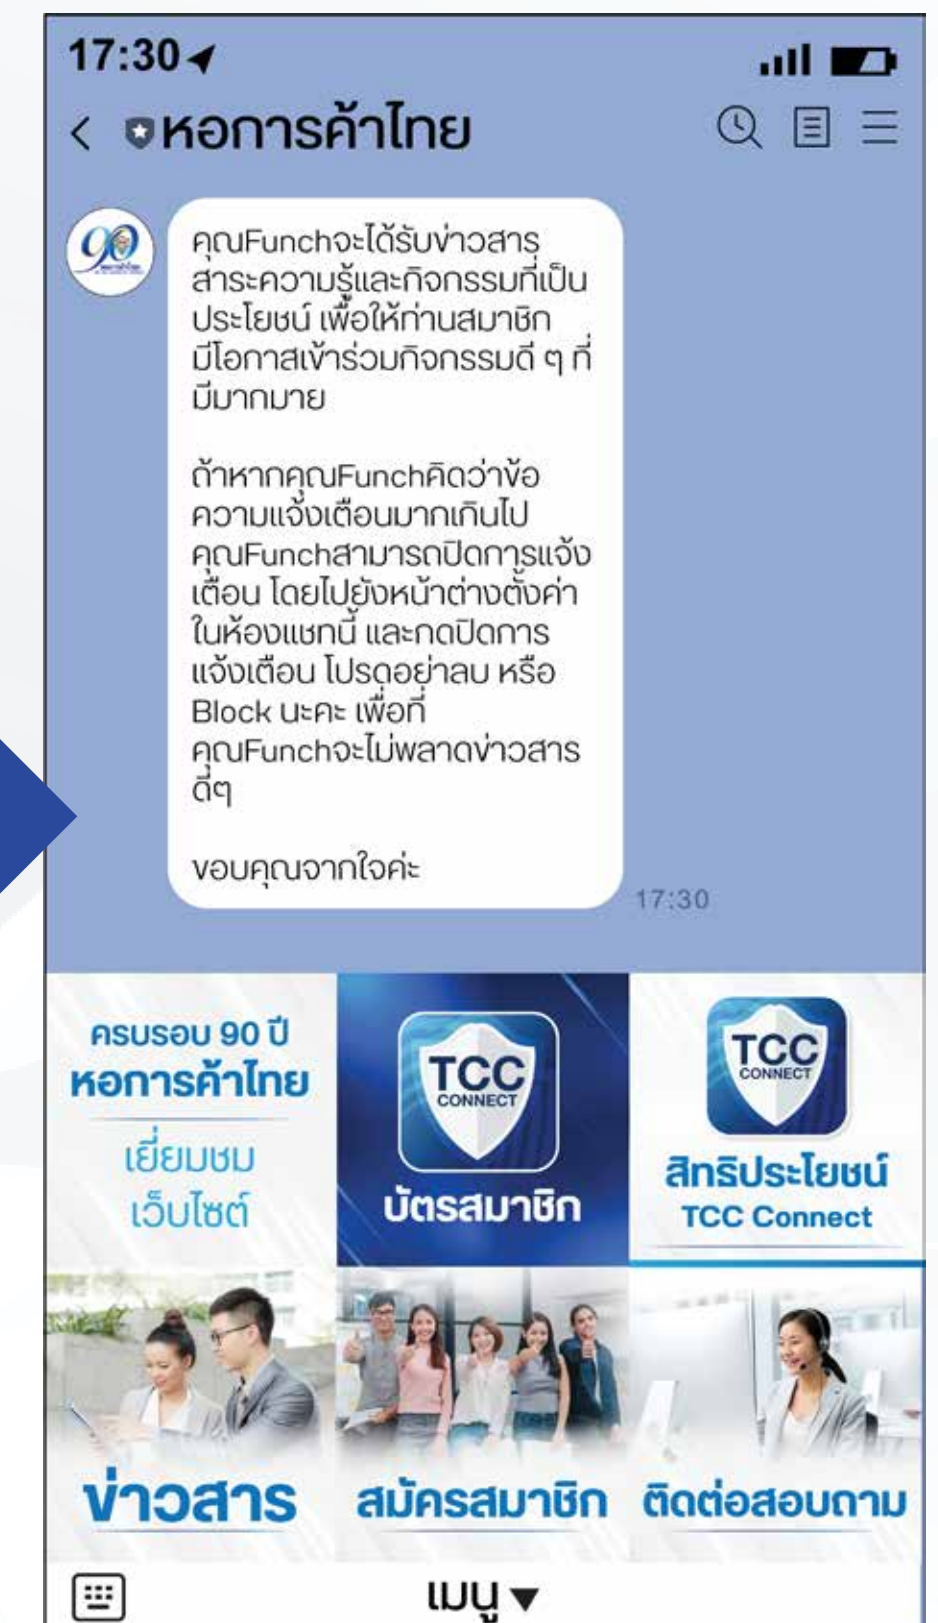 17:30
หอการค้าไทย
90
คุณFunchจะได้รับข่าวสาร
สาระความรู้และกิจกรรมที่เป็น
ประโยชน์ เพื่อให้ท่านสมาชิก
มีโอกาสเข้าร่วมกิจกรรมดี ๆ ที่
มีมากมาย
ถ้าหากคุณFunchคิดว่าข้อ
ความแจ้งเตือนมากเกินไป
คุณFunchสามารถปิดการแจ้ง
เตือน โดยไปยังหน้าต่างตั้งค่า
ในห้องแชทนี้ และกดปิดการ
แจ้งเตือน โปรดอย่าลบ หรือ
Block นะคะ เพื่อที่
คุณFunchจะไม่พลาดข่าวสาร
ดีๆ
ขอบคุณจากใจค่ะ
17:30
ครบรอบ 90 ปี
หอการค้าไทย
เยี่ยมชม
เว็บไซต์
TCC
CONNECT
บัตรสมาชิก
TCC
CONNECT
สิทธิประโยชน์
TCC Connect
ข่าวสาร
สมัครสมาชิก
ติดต่อสอบถาม
เมนู